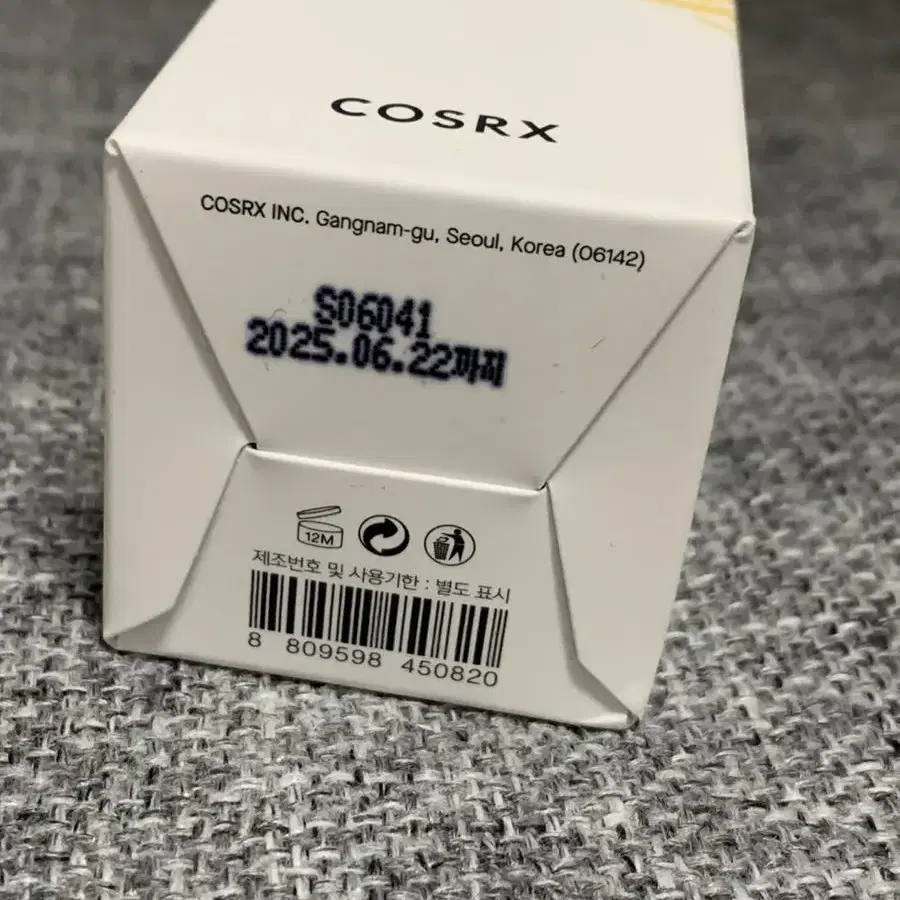 COSRX
COSRX INC. Gangnam-gu, Seoul, Korea (06142)
S06041
2025.06.22까지
12M
제조번호 및 사용기한 : 별도 표시
8 809598 450820